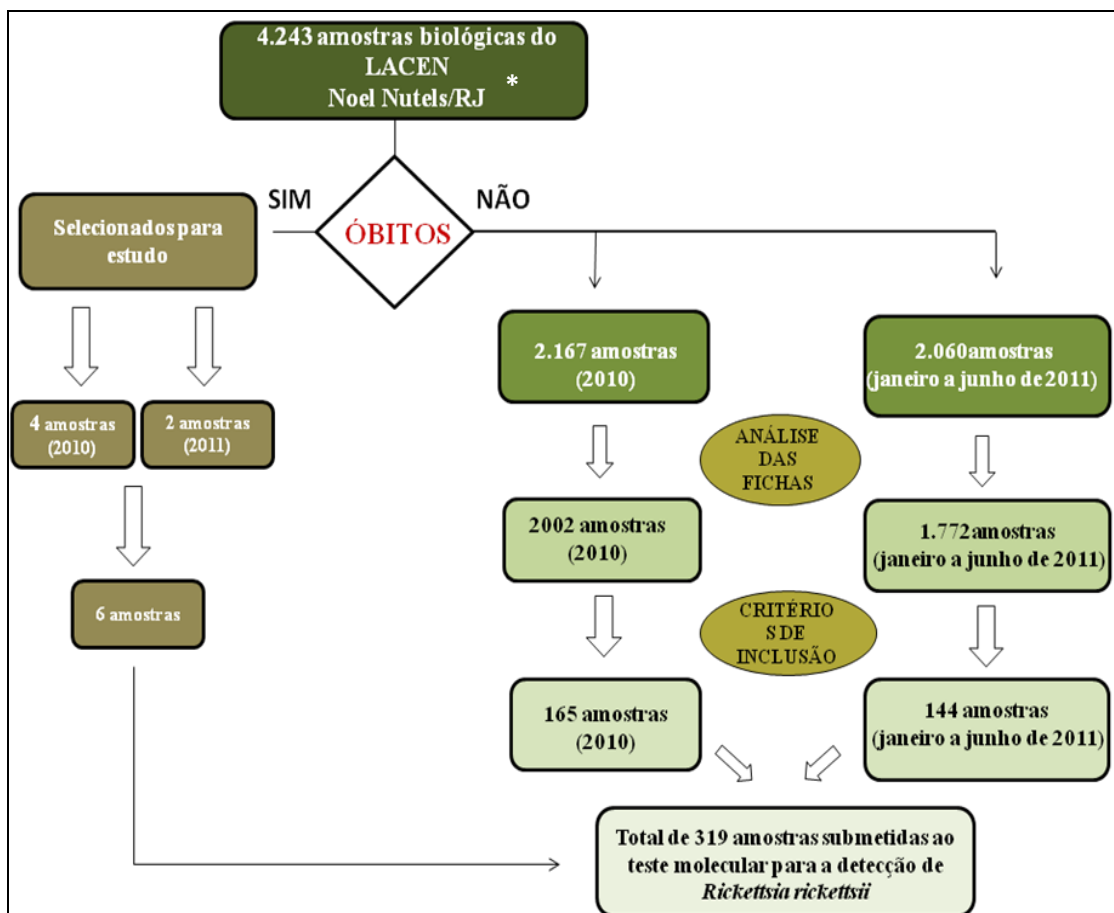 4.243 amostras biológicas do
LACEN
Noel Nutels/RJ *
SIM
NÃO
ÓBITOS
Selecionados para
estudo
4 amostras
(2010)
2 amostras
(2011)
6 amostras
2.167 amostras
(2010)
2.060amostras
(janeiro a junho de 2011)
ANÁLISE
DAS
FICHAS
2002 amostras
(2010)
1.772amostras
(janeiro a junho de 2011)
CRITÉRIO
S DE
INCLUSÃO
165 amostras
(2010)
144 amostras
(janeiro a junho de 2011)
Total de 319 amostras submetidas ao
teste molecular para a detecção de
Rickettsia rickettsii